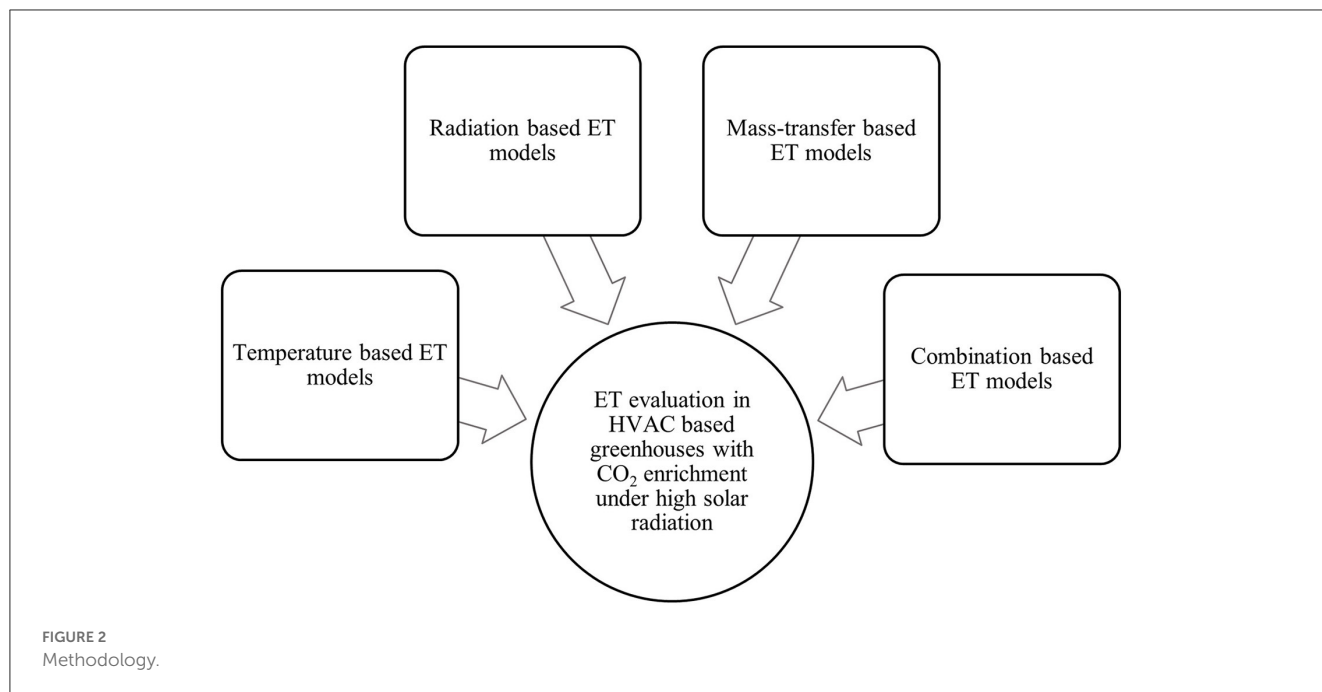 Radiation based ET
models
Mass-transfer based
ET models
Temperature based ET
models
Combination based
ET models
ET evaluation in
HVAC based
greenhouses with
CO₂ enrichment
under high solar
radiation
FIGURE 2
Methodology.